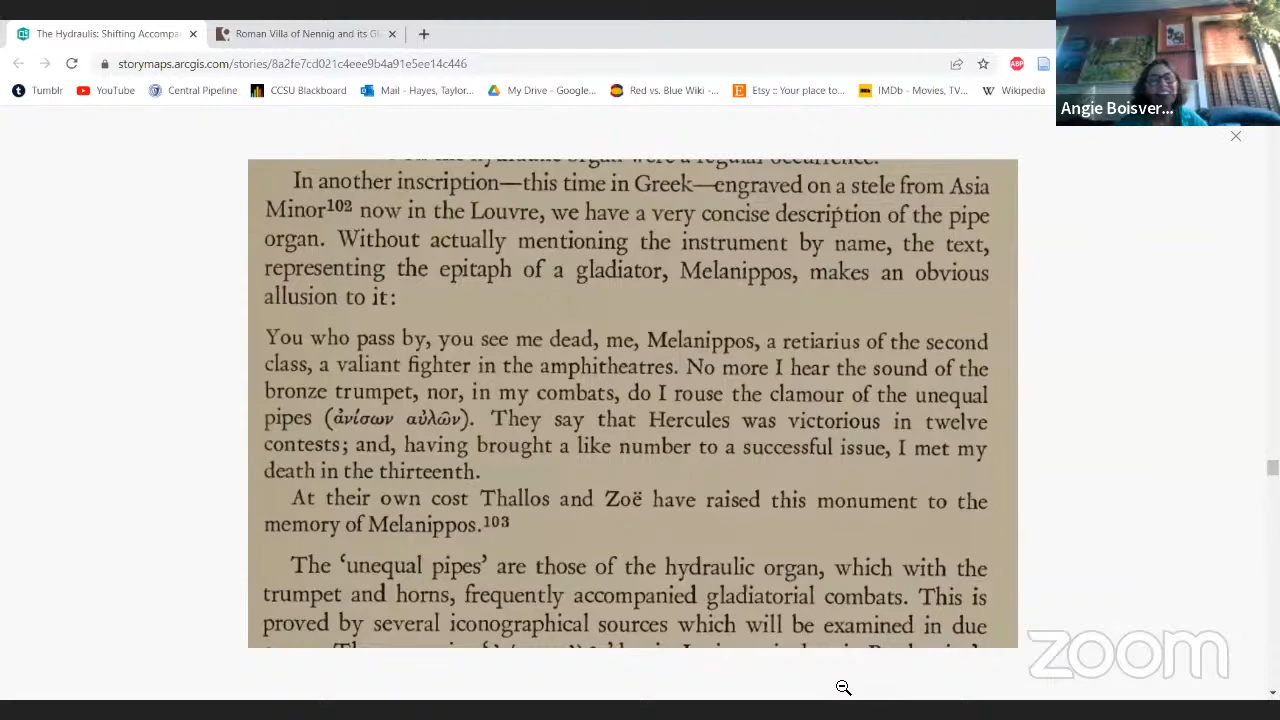 The Hydraulis: Shifting Accompa
Roman Villa of Nennig and its Gl
storymaps.arcgis.com/stories/8a2fe7cd021c4eee9b4a91e5ee14c446
ABP
Tumblr
YouTube
Central Pipeline
CCSU Blackboard
Mail - Hayes, Taylor...
My Drive - Google...
Red vs. Blue Wiki -...
Etsy :: Your place to...
IMDb - Movies, TV...
Wikipedia
Angie Boisver...
the hydraulic organ were a regular occurrence.
In another inscription—this time in Greek—engraved on a stele from Asia
Minor¹⁰² now in the Louvre, we have a very concise description of the pipe
organ. Without actually mentioning the instrument by name, the text,
representing the epitaph of a gladiator, Melanippos, makes an obvious
allusion to it:
You who pass by, you see me dead, me, Melanippos, a retiarius of the second
class, a valiant fighter in the amphitheatres. No more I hear the sound of the
bronze trumpet, nor, in my combats, do I rouse the clamour of the unequal
pipes (ἀνίσων αὐλῶν). They say that Hercules was victorious in twelve
contests; and, having brought a like number to a successful issue, I met my
death in the thirteenth.
At their own cost Thallos and Zoë have raised this monument to the
memory of Melanippos.¹⁰³
The ‘unequal pipes’ are those of the hydraulic organ, which with the
trumpet and horns, frequently accompanied gladiatorial combats. This is
proved by several iconographical sources which will be examined in due
zoom